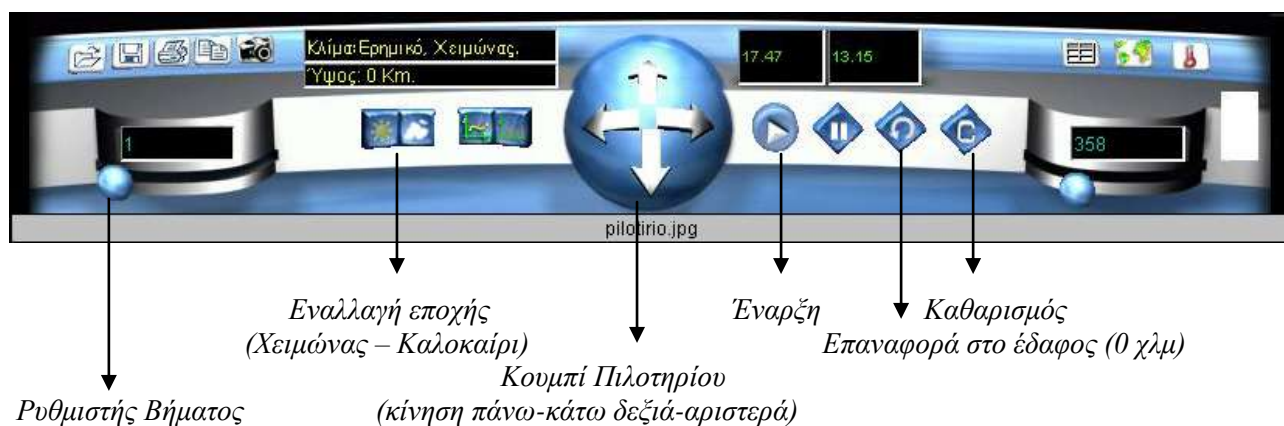 Κλίμα:Ερημικό, Χειμώνας.
Ύψος: 0 Km.
17.47
13.15
1
358
pilotirio.jpg
Εναλλαγή εποχής
(Χειμώνας – Καλοκαίρι)
Έναρξη
Καθαρισμός
Επαναφορά στο έδαφος (0 χλμ)
Κουμπί Πιλοτηρίου
(κίνηση πάνω-κάτω δεξιά-αριστερά)
Ρυθμιστής Βήματος